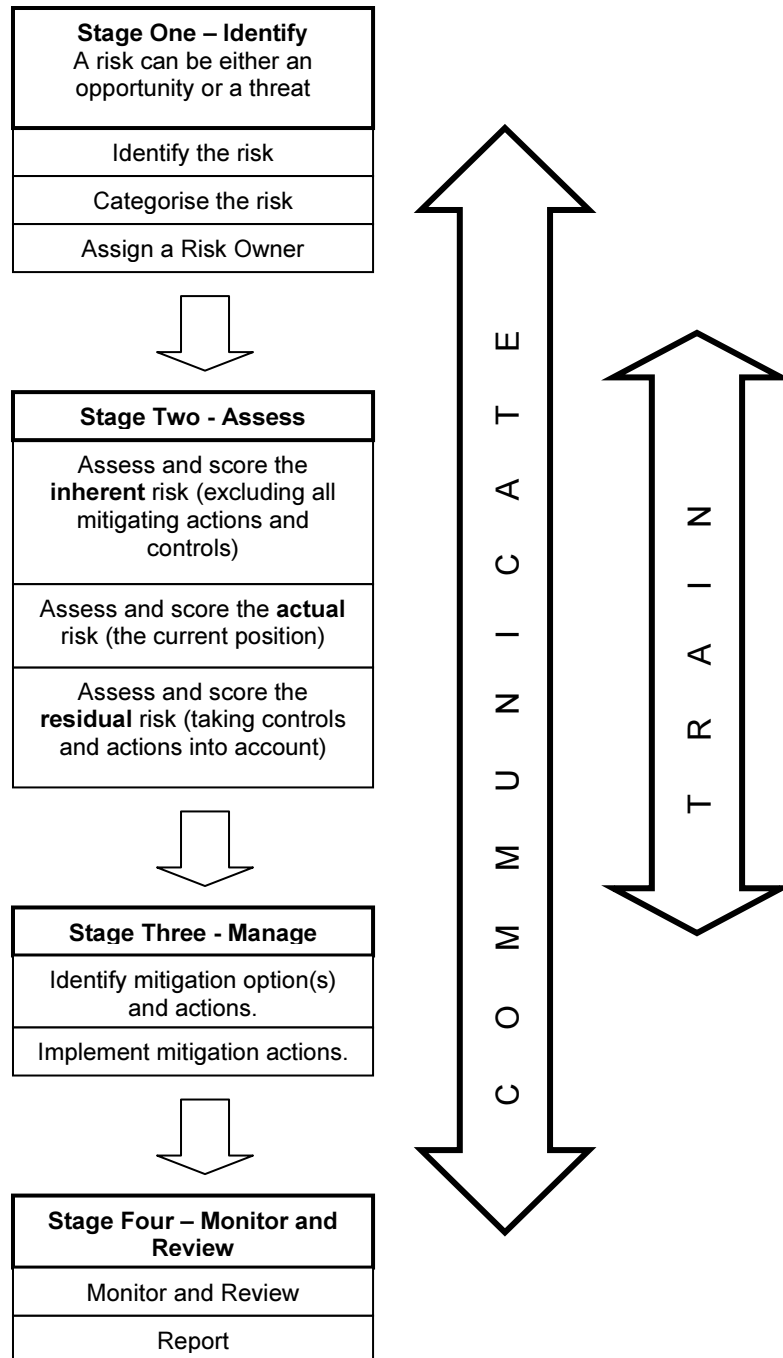 Stage One – Identify
A risk can be either an
opportunity or a threat
Identify the risk
Categorise the risk
Assign a Risk Owner
Stage Two - Assess
Assess and score the
inherent risk (excluding all
mitigating actions and
controls)
Assess and score the actual
risk (the current position)
Assess and score the
residual risk (taking controls
and actions into account)
Stage Three - Manage
Identify mitigation option(s)
and actions.
Implement mitigation actions.
Stage Four – Monitor and
Review
Monitor and Review
Report
C O M M U N I C A T E
T R A I N